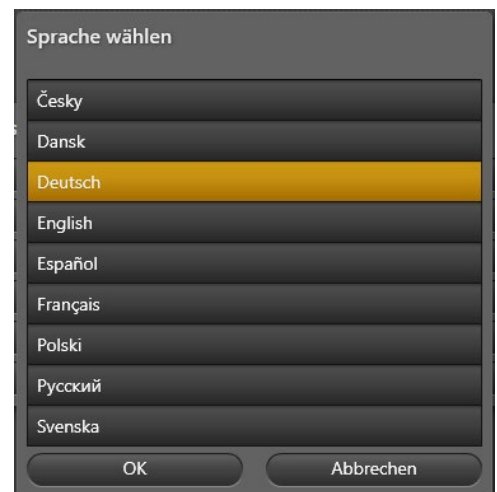 Sprache wählen
Česky
Dansk
Deutsch
English
Español
Français
Polski
Русский
Svenska
OK Abbrechen